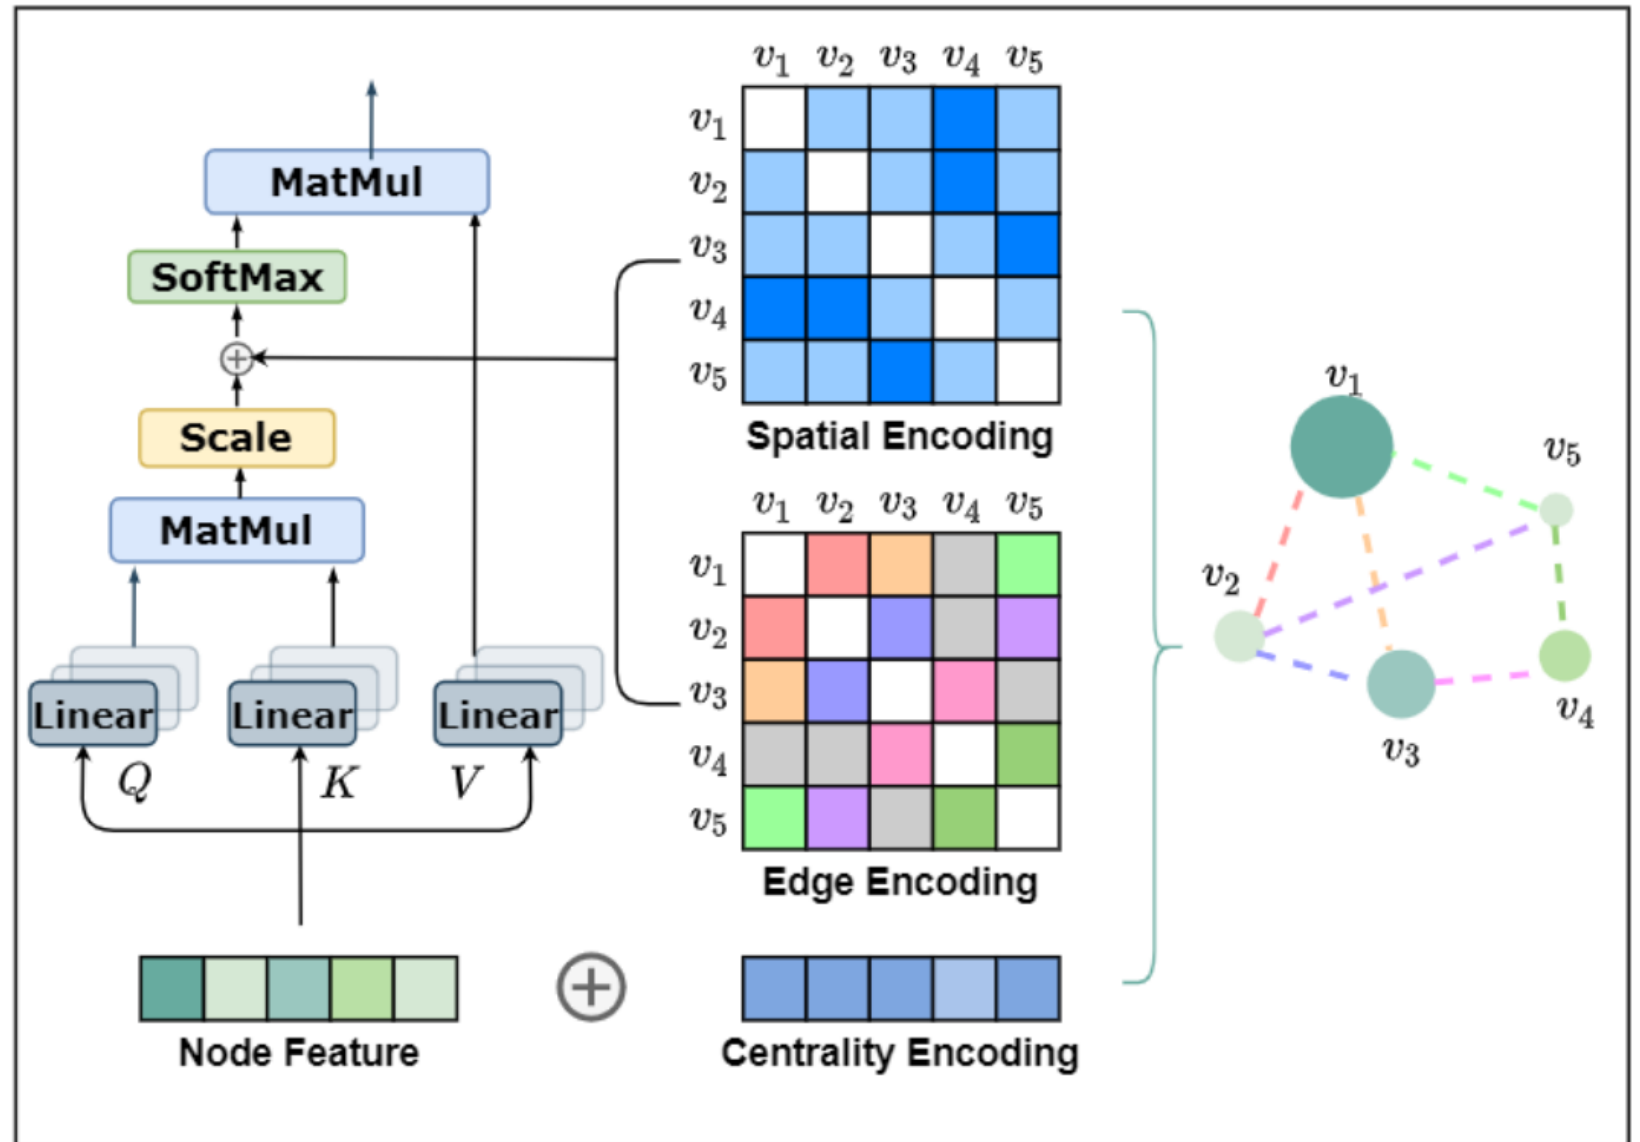 MatMul
SoftMax
+
Scale
MatMul
Linear Linear Linear
Q K V
Node Feature
+
v1 v2 v3 v4 v5
v1
v2
v3
v4
v5
Spatial Encoding
v1 v2 v3 v4 v5
v1
v2
v3
v4
v5
Edge Encoding
Centrality Encoding
v1
v5
v2
v4
v3